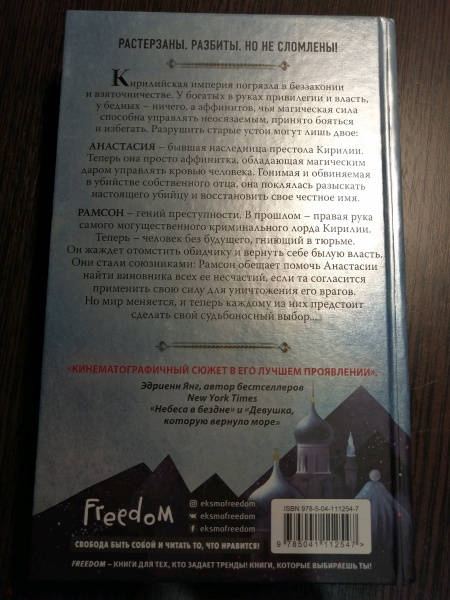 РАСТЕРЗАНЫ. РАЗБИТЫ. НО НЕ СЛОМЛЕНЫ!
Кирилийская империя погрязла в беззаконии
и взяточничестве. У богатых в руках привилегии и власть,
у бедных – ничего, а аффинитов, чья магическая сила
способна управлять неосязаемым, принято бояться
и избегать. Разрушить старые устои могут лишь двое:
АНАСТАСИЯ – бывшая наследница престола Кирилии.
Теперь она просто аффинитка, обладающая магическим
даром управлять кровью человека. Гонимая и обвиняемая
в убийстве собственного отца, она поклялась разыскать
настоящего убийцу и восстановить свое честное имя.
РАМСОН – гений преступности. В прошлом – правая рука
самого могущественного криминального лорда Кирилии.
Теперь – человек без будущего, гниющий в тюрьме.
Он жаждет отомстить обидчику и вернуть себе былую власть.
Они стали союзниками: Рамсон обещает помочь Анастасии
найти виновника всех ее несчастий, если та согласится
применить свою силу для уничтожения его врагов.
Но мир меняется, и теперь каждому из них предстоит
сделать свой судьбоносный выбор...
«КИНЕМАТОГРАФИЧНЫЙ СЮЖЕТ В ЕГО ЛУЧШЕМ ПРОЯВЛЕНИИ».
Эдриенн Янг, автор бестселлеров
New York Times
«Небеса в бездне» и «Девушка,
которую вернуло море»
Freedom
eksmofreedom
eksmofreedom
eksmofreedom
СВОБОДА БЫТЬ СОБОЙ И ЧИТАТЬ ТО, ЧТО НРАВИТСЯ!
FREEDOM – КНИГИ ДЛЯ ТЕХ, КТО ЗАДАЕТ ТРЕНДЫ! КНИГИ, КОТОРЫЕ ВЫБИРАЕШЬ ТЫ!
ISBN 978-5-04-111254-7
9 785041 112547 >